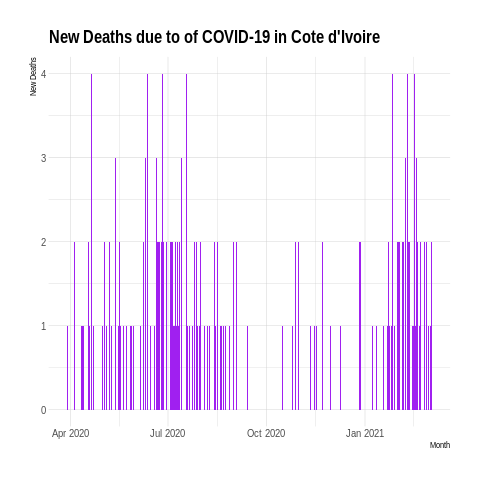 New Deaths due to of COVID-19 in Cote d'Ivoire
New Deaths
4
3
2
1
0
Apr 2020 Jul 2020 Oct 2020 Jan 2021
Month